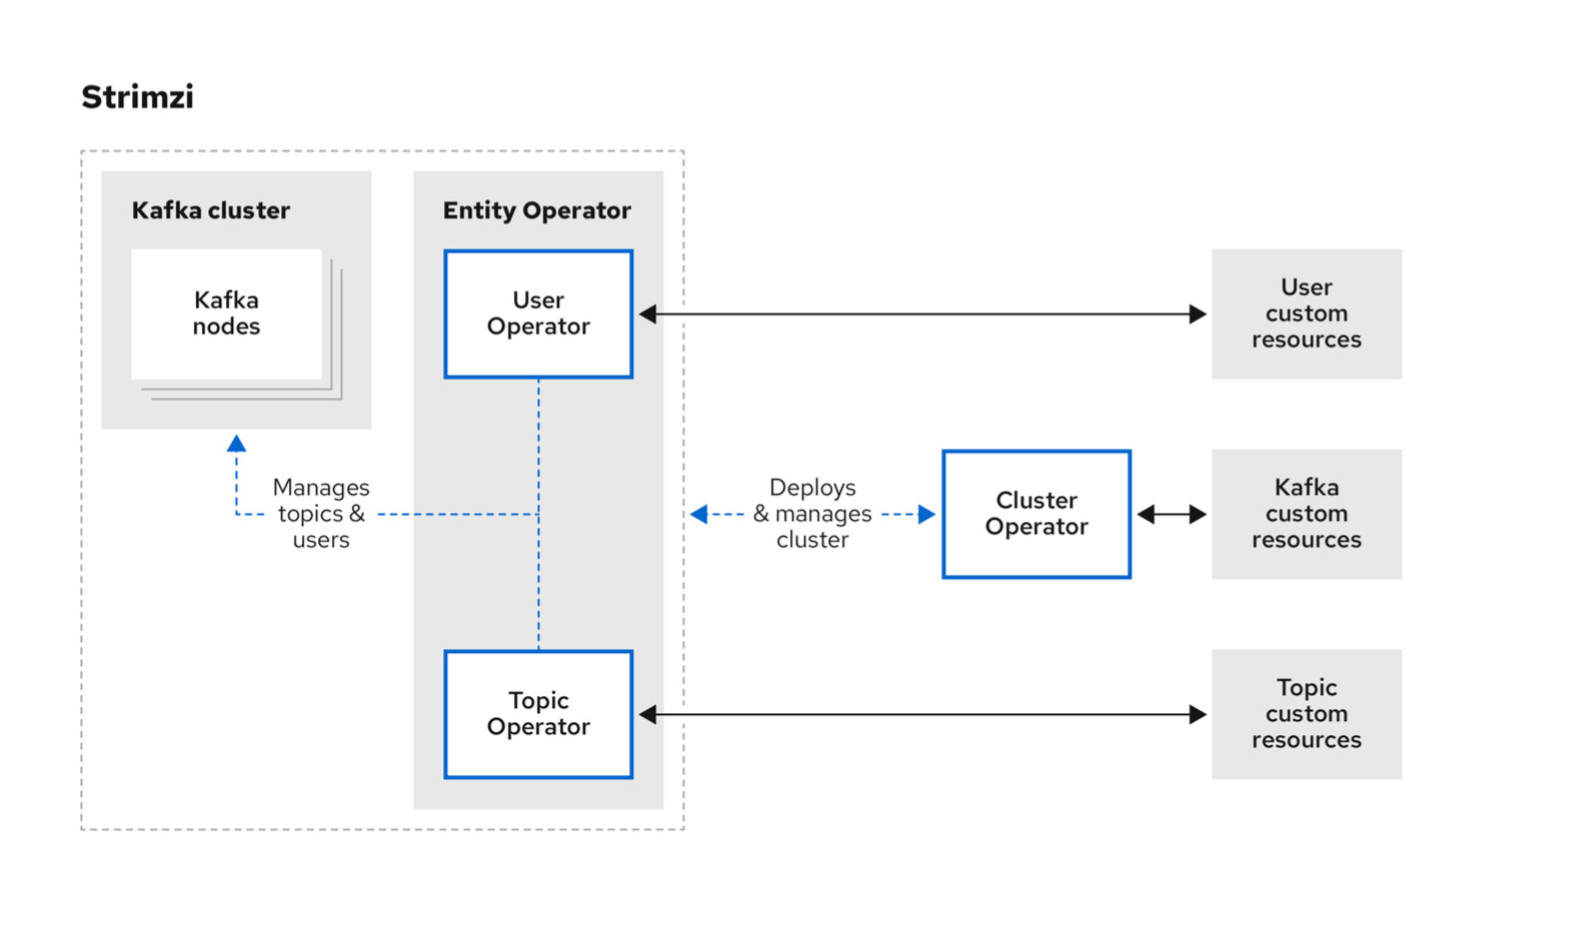 Strimzi
Kafka cluster
Kafka
nodes
Entity Operator
User
Operator
User
custom
resources
Manages
topics &
users
Deploys
& manages
cluster
Cluster
Operator
Kafka
custom
resources
Topic
Operator
Topic
custom
resources